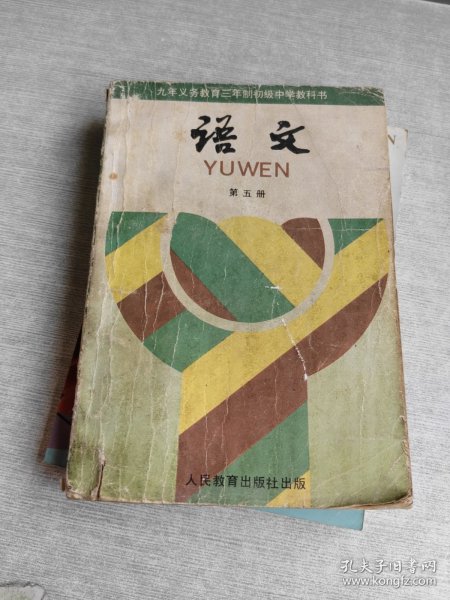 九年义务教育三年制初级中学教科书
语文
YUWEN
第五册
人民教育出版社出版
N
孔夫子旧书网
www.kongfz.com